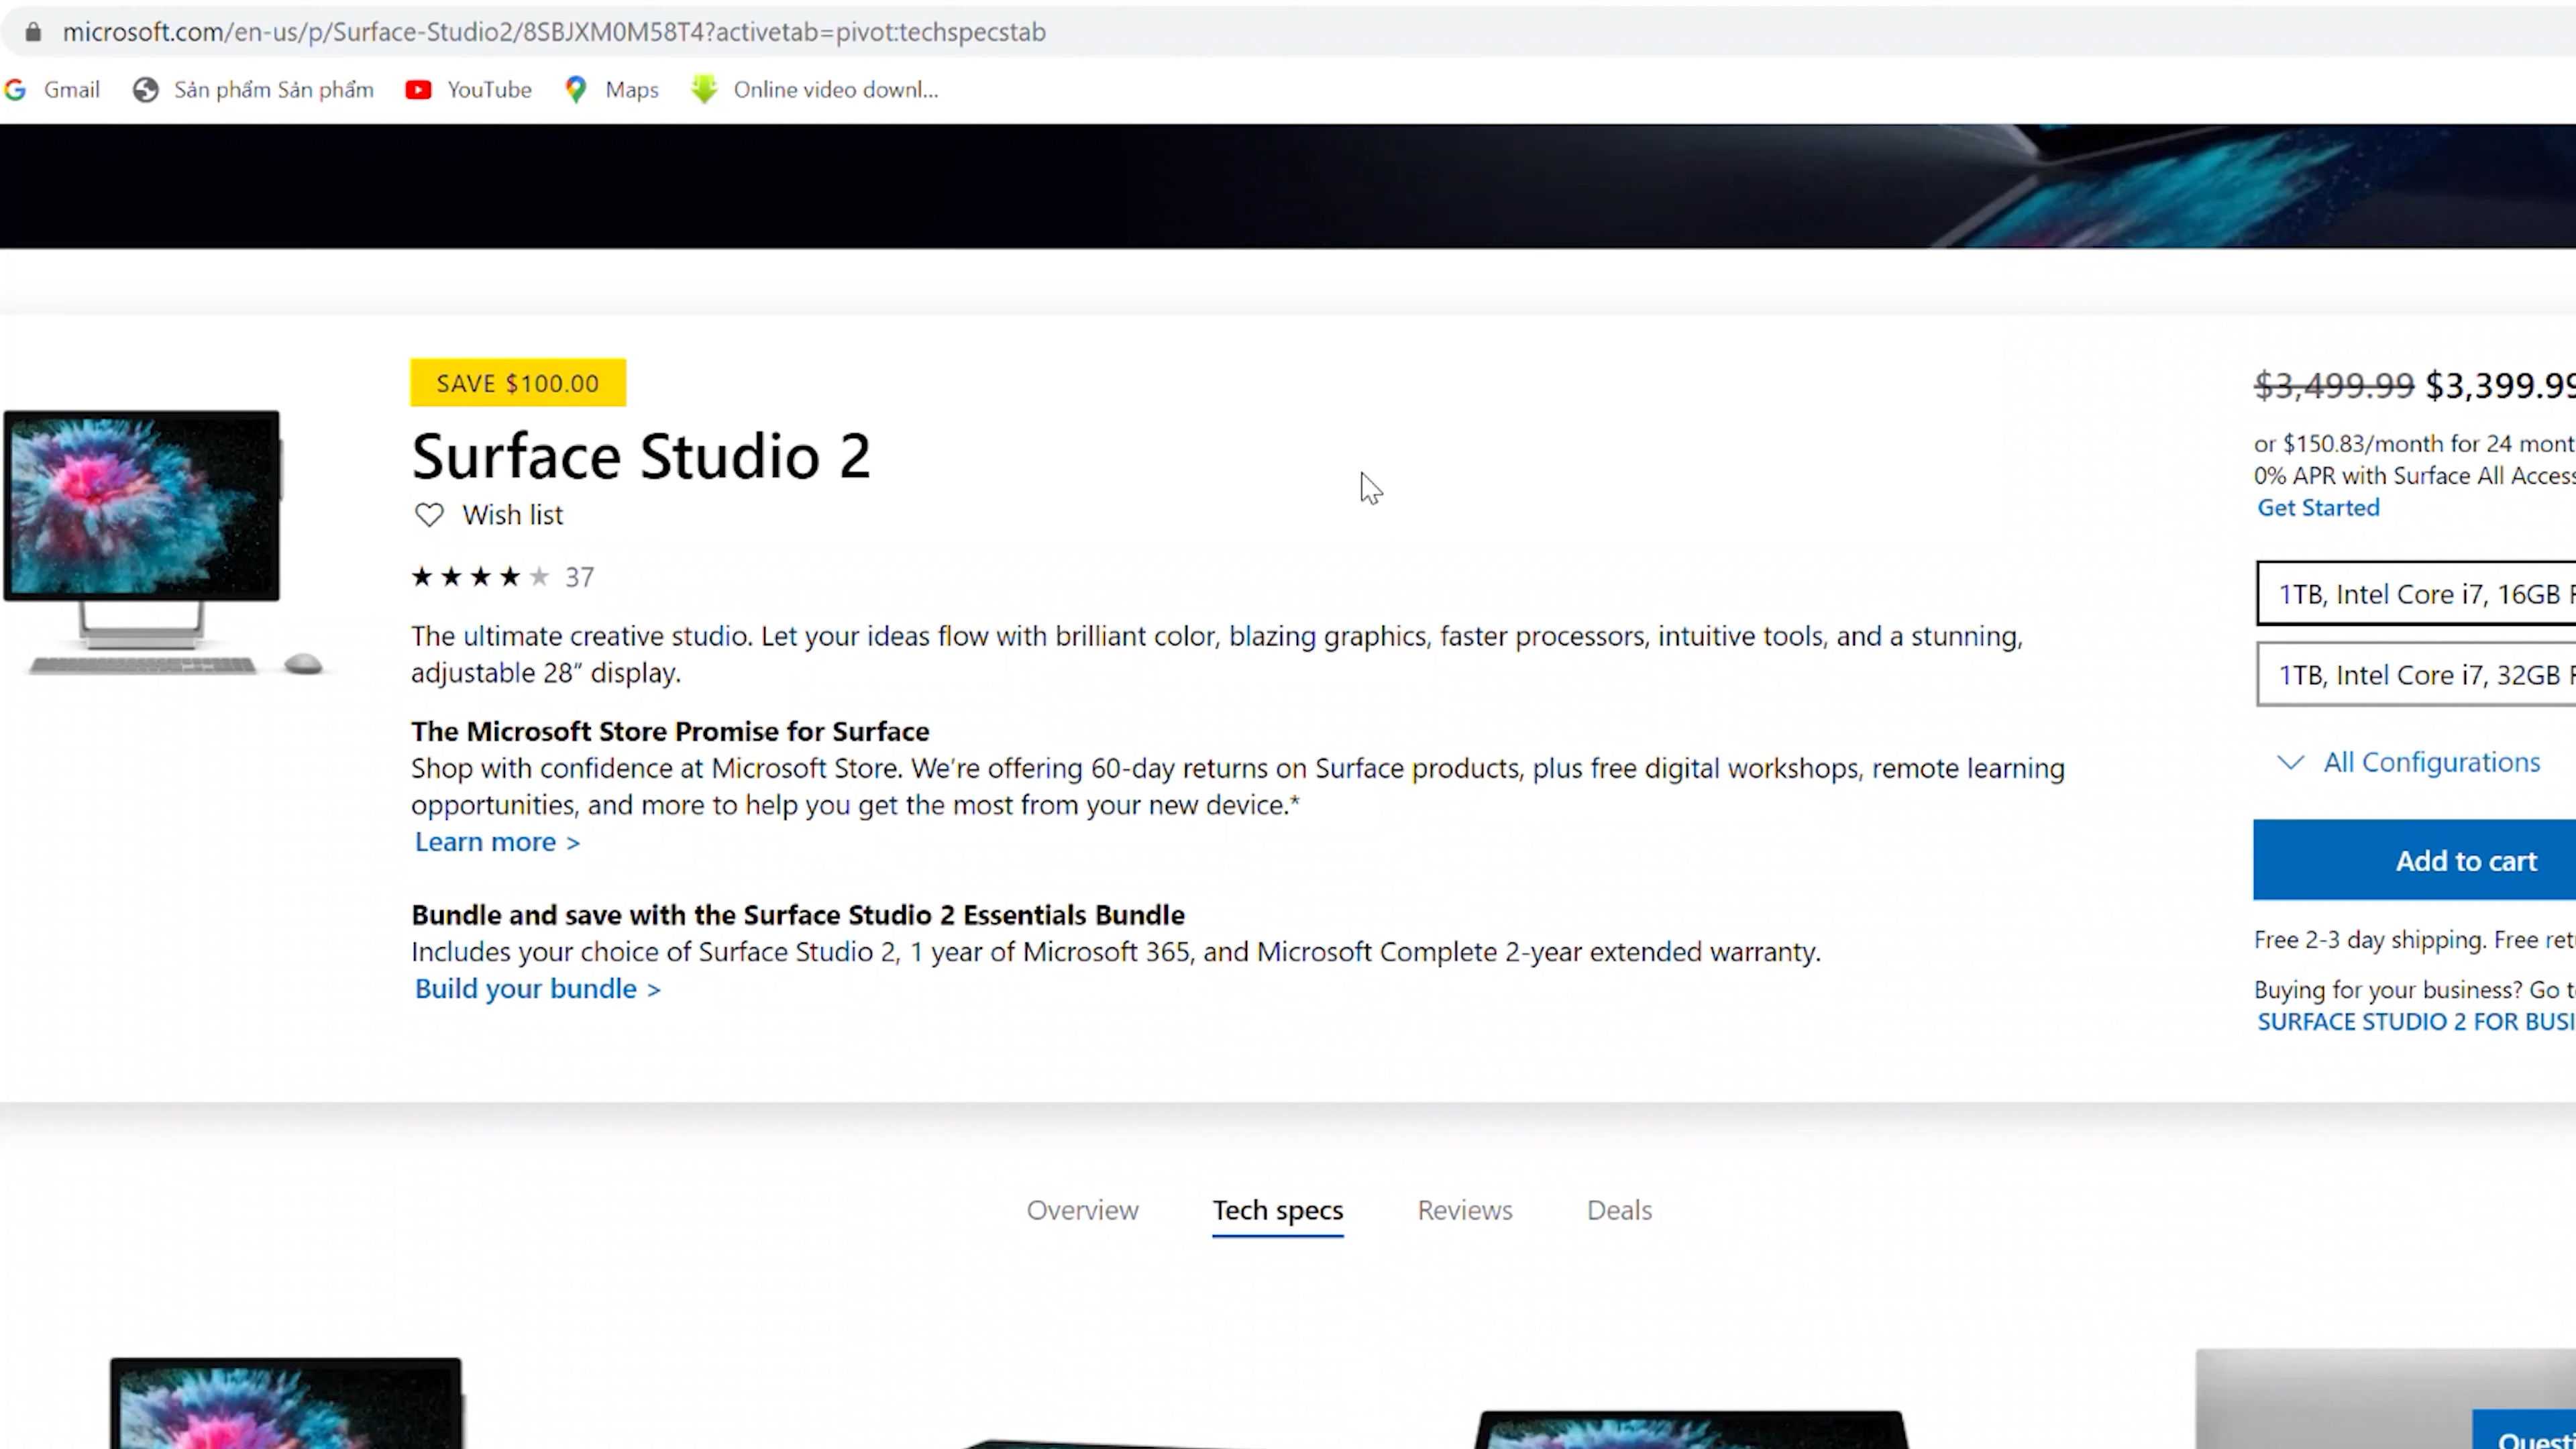 microsoft.com/en-us/p/Surface-Studio2/8SBJXM0M58T4?activetab=pivot:techspecstab
Gmail Sản phẩm Sản phẩm YouTube Maps Online video downl...
SAVE $100.00
Surface Studio 2
Wish list
37
The ultimate creative studio. Let your ideas flow with brilliant color, blazing graphics, faster processors, intuitive tools, and a stunning,
adjustable 28” display.
The Microsoft Store Promise for Surface
Shop with confidence at Microsoft Store. We’re offering 60-day returns on Surface products, plus free digital workshops, remote learning
opportunities, and more to help you get the most from your new device.*
Learn more >
Bundle and save with the Surface Studio 2 Essentials Bundle
Includes your choice of Surface Studio 2, 1 year of Microsoft 365, and Microsoft Complete 2-year extended warranty.
Build your bundle >
$3,499.99 $3,399.99
or $150.83/month for 24 mont
0% APR with Surface All Access
Get Started
1TB, Intel Core i7, 16GB
1TB, Intel Core i7, 32GB
All Configurations
Add to cart
Free 2-3 day shipping. Free ret
Buying for your business? Go t
SURFACE STUDIO 2 FOR BUSI
Overview Tech specs Reviews Deals